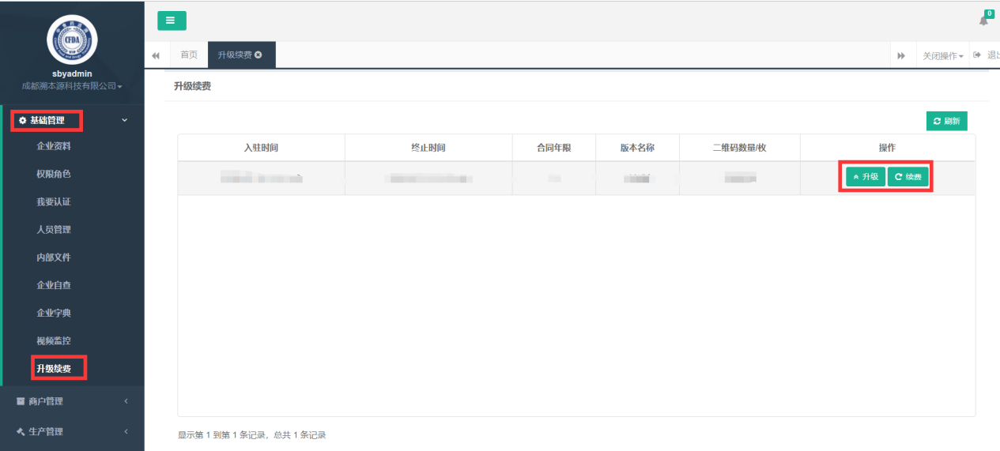 CFDA
sbyadmin
成都溯本源科技有限公司
基础管理
企业资料
权限角色
我要认证
人员管理
内部文件
企业自查
企业字典
视频监控
升级续费
商户管理
生产管理
0
首页
升级续费
关闭操作
退出
升级续费
刷新
入驻时间 终止时间 合同年限 版本名称 二维码数量/枚 操作
升级 续费
显示第 1 到第 1 条记录，总共 1 条记录